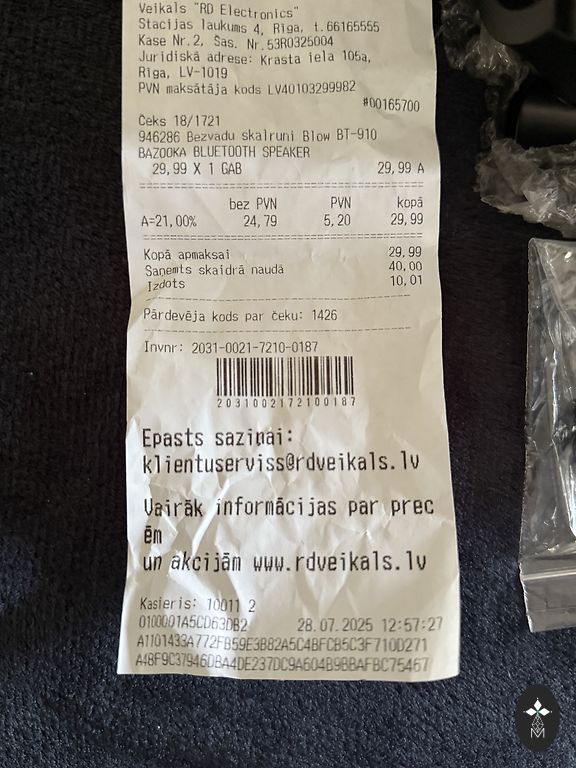 Veikals "RD Electronics"
Stacijas laukums 4, Rīga, t.66165555
Kase Nr.2, Sas. Nr.53R0325004
Juridiskā adrese: Krasta iela 105a,
Rīga, LV-1019
PVN maksātāja kods LV40103299982
#00165700
Čeks 18/1721
946286 Bezvadu skaļruni Blow BT-910
BAZOOKA BLUETOOTH SPEAKER
29,99 X 1 GAB 29,99 A
bez PVN PVN kopā
A=21,00% 24,79 5,20 29,99
Kopā apmaksai 29.99
Saņemts skaidrā naudā 40,00
Izdots 10,01
Pārdevēja kods par čeku: 1426
Invnr: 2031-0021-7210-0187
2031002172100187
Epasts saziņai:
klientuserviss@rdveikals.lv
Vairāk informācijas par prec
ēm
un akcijām www.rdveikals.lv
Kasieris: 10011 2
0100001A5CD63DB2 28.07.2025 12:57:27
A1101433A772FB59E3B82A5C4BFCB5C3F710D271
A48F9C37946DBA4DE237DC9A604B9BBAFBC75467
M